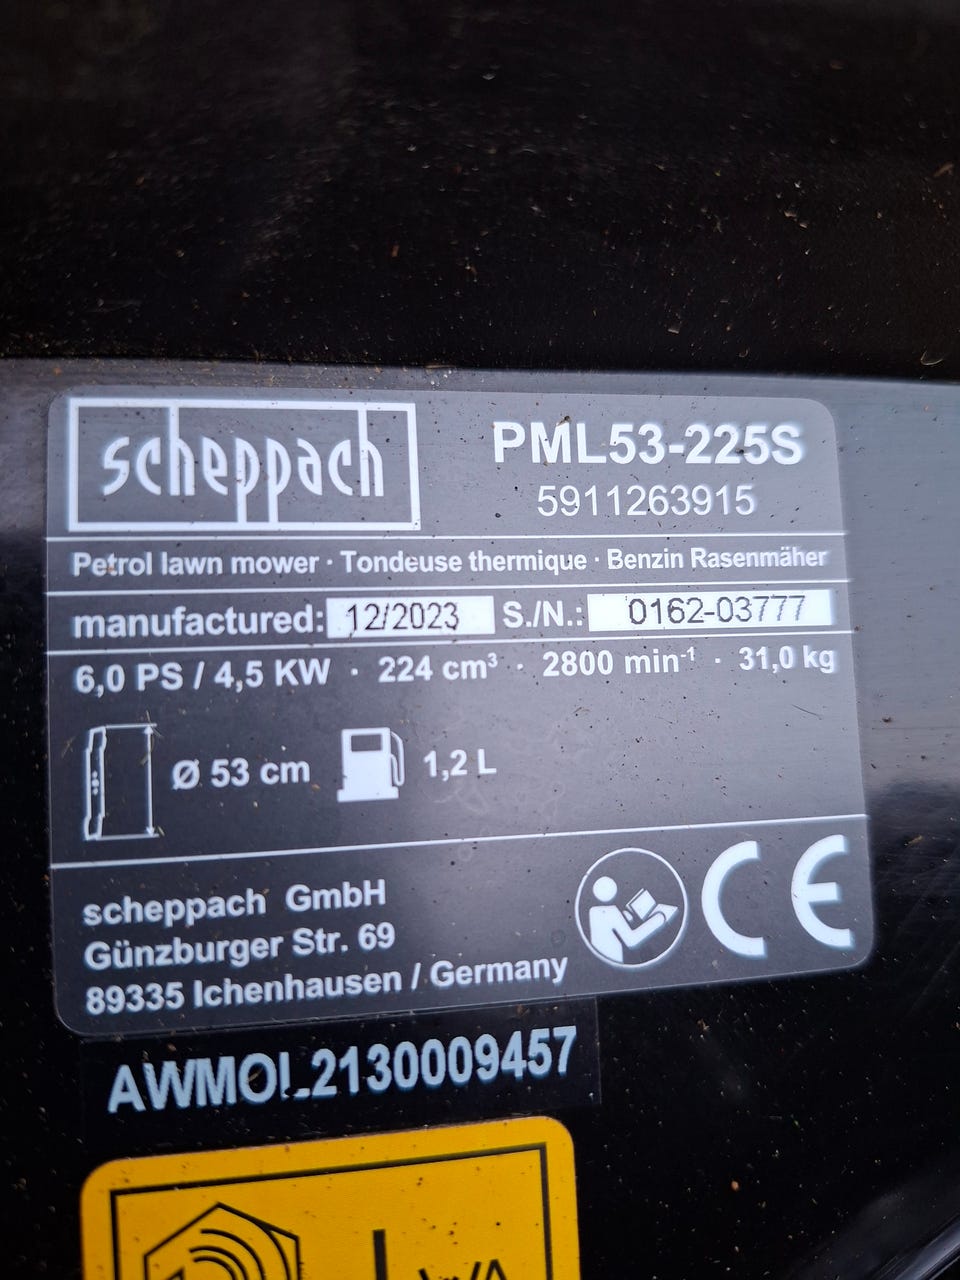 scheppach
PML53-225S
5911263915
Petrol lawn mower · Tondeuse thermique · Benzin Rasenmäher
manufactured: 12/2023 S./N.: 0162-03777
6,0 PS / 4,5 KW · 224 cm³ · 2800 min⁻¹ · 31,0 kg
Ø 53 cm 1,2 L
scheppach GmbH
Günzburger Str. 69
89335 Ichenhausen / Germany
CE
AWMOL2130009457